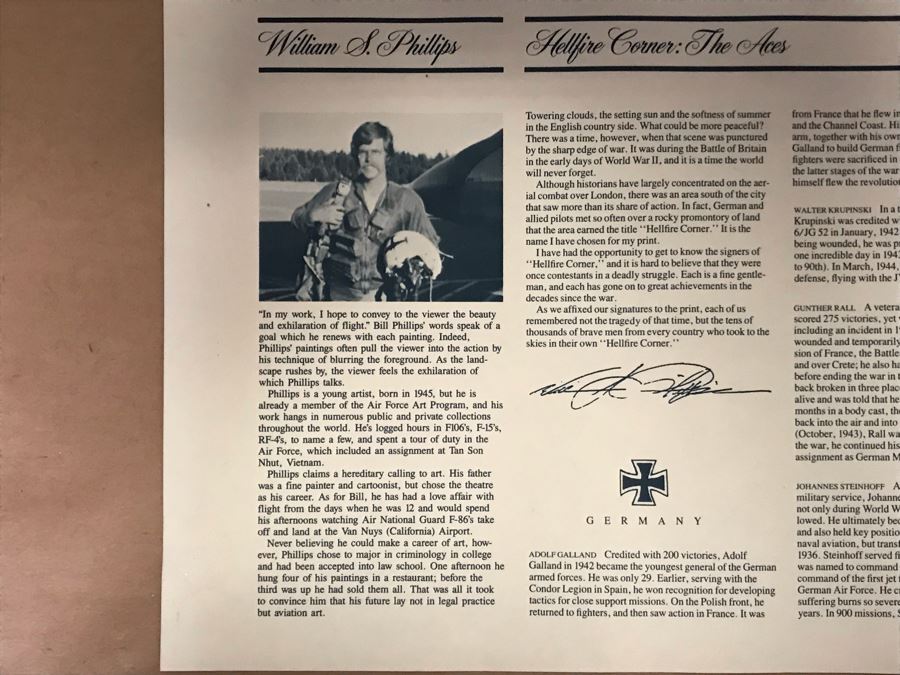 William S. Phillips
"In my work, I hope to convey to the viewer the beauty
and exhilaration of flight." Bill Phillips' words speak of a
goal which he renews with each painting. Indeed,
Phillips' paintings often pull the viewer into the action by
his technique of blurring the foreground. As the land-
scape rushes by, the viewer feels the exhilaration of
which Phillips talks.
Phillips is a young artist, born in 1945, but he is
already a member of the Air Force Art Program, and his
work hangs in numerous public and private collections
throughout the world. He's logged hours in F106's, F-15's,
RF-4's, to name a few, and spent a tour of duty in the
Air Force, which included an assignment at Tan Son
Nhut, Vietnam.
Phillips claims a hereditary calling to art. His father
was a fine painter and cartoonist, but chose the theatre
as his career. As for Bill, he has had a love affair with
flight from the days when he was 12 and would spend
his afternoons watching Air National Guard F-86's take
off and land at the Van Nuys (California) Airport.
Never believing he could make a career of art, how-
ever, Phillips chose to major in criminology in college
and had been accepted into law school. One afternoon he
hung four of his paintings in a restaurant; before the
third was up he had sold them all. That was all it took
to convince him that his future lay not in legal practice
but aviation art.
Hellfire Corner: The Aces
Towering clouds, the setting sun and the softness of summer
in the English country side. What could be more peaceful?
There was a time, however, when that scene was punctured
by the sharp edge of war. It was during the Battle of Britain
in the early days of World War II, and it is a time the world
will never forget.
Although historians have largely concentrated on the aer-
ial combat over London, there was an area south of the city
that saw more than its share of action. In fact, German and
allied pilots met so often over a rocky promontory of land
that the area earned the title "Hellfire Corner." It is the
name I have chosen for my print.
I have had the opportunity to get to know the signers of
"Hellfire Corner," and it is hard to believe that they were
once contestants in a deadly struggle. Each is a fine gentle-
man, and each has gone on to great achievements in the
decades since the war.
As we affixed our signatures to the print, each of us
remembered not the tragedy of that time, but the tens of
thousands of brave men from every country who took to the
skies in their own "Hellfire Corner."
GERMANY
ADOLF GALLAND Credited with 200 victories, Adolf
Galland in 1942 became the youngest general of the German
armed forces. He was only 29. Earlier, serving with the
Condor Legion in Spain, he won recognition for developing
tactics for close support missions. On the Polish front, he
returned to fighters, and then saw action in France. It was
from France that he flew in
and the Channel Coast. Hi
arm, together with his own
Galland to build German f
fighters were sacrificed in
the latter stages of the war
himself flew the revolution
WALTER KRUPINSKI In a t
Krupinski was credited w
6/JG 52 in January, 1942
being wounded, he was p
one incredible day in 194
to 90th). In March, 1944,
defense, flying with the J
GUNTHER RALL A vetera
scored 275 victories, yet
including an incident in 1
wounded and temporarily
sion of France, the Battle
and over Crete; he also ha
before ending the war in t
back broken in three plac
alive and was told that he
months in a body cast, the
back into the air and into
(October, 1943), Rall wa
the war, he continued his
assignment as German M
JOHANNES STEINHOFF A
military service, Johanne
not only during World W
lowed. He ultimately bec
and also held key position
naval aviation, but transf
1936. Steinhoff served fi
was named to command
command of the first jet
German Air Force. He c
suffering burns so severe
years. In 900 missions, S